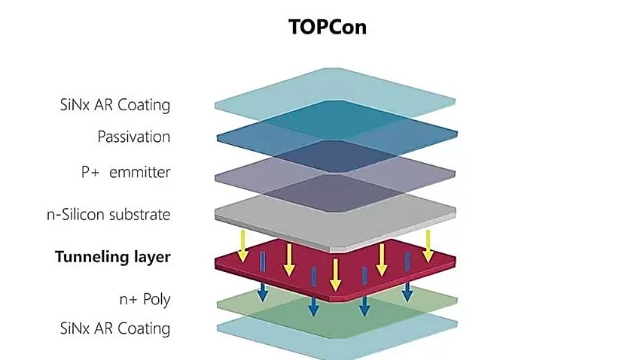 TOPCon
SiNx AR Coating
Passivation
P+ emmitter
n-Silicon substrate
Tunneling layer
n+ Poly
SiNx AR Coating